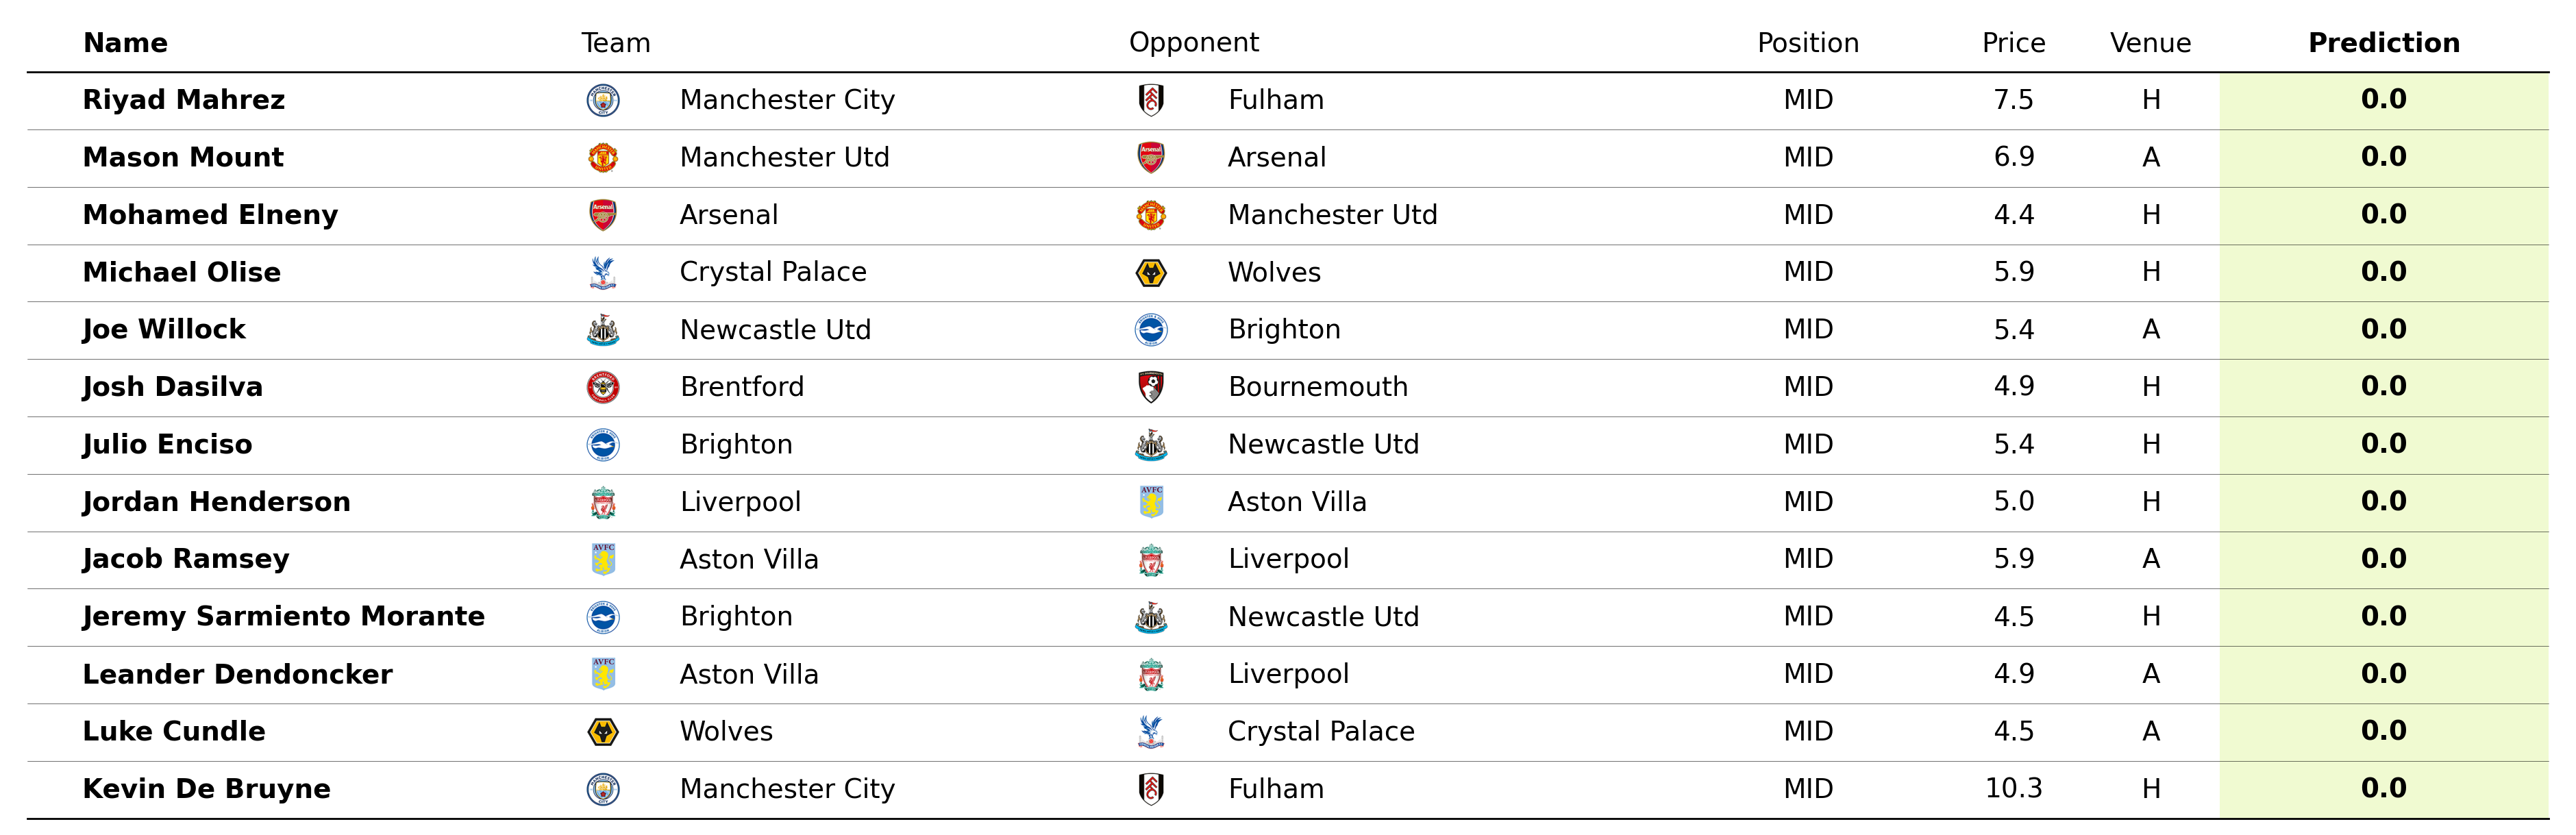 Name Team Opponent Position Price Venue Prediction
Riyad Mahrez Manchester City Fulham MID 7.5 H 0.0
Mason Mount Manchester Utd Arsenal MID 6.9 A 0.0
Mohamed Elneny Arsenal Manchester Utd MID 4.4 H 0.0
Michael Olise Crystal Palace Wolves MID 5.9 H 0.0
Joe Willock Newcastle Utd Brighton MID 5.4 A 0.0
Josh Dasilva Brentford Bournemouth MID 4.9 H 0.0
Julio Enciso Brighton Newcastle Utd MID 5.4 H 0.0
Jordan Henderson Liverpool Aston Villa MID 5.0 H 0.0
Jacob Ramsey Aston Villa Liverpool MID 5.9 A 0.0
Jeremy Sarmiento Morante Brighton Newcastle Utd MID 4.5 H 0.0
Leander Dendoncker Aston Villa Liverpool MID 4.9 A 0.0
Luke Cundle Wolves Crystal Palace MID 4.5 A 0.0
Kevin De Bruyne Manchester City Fulham MID 10.3 H 0.0